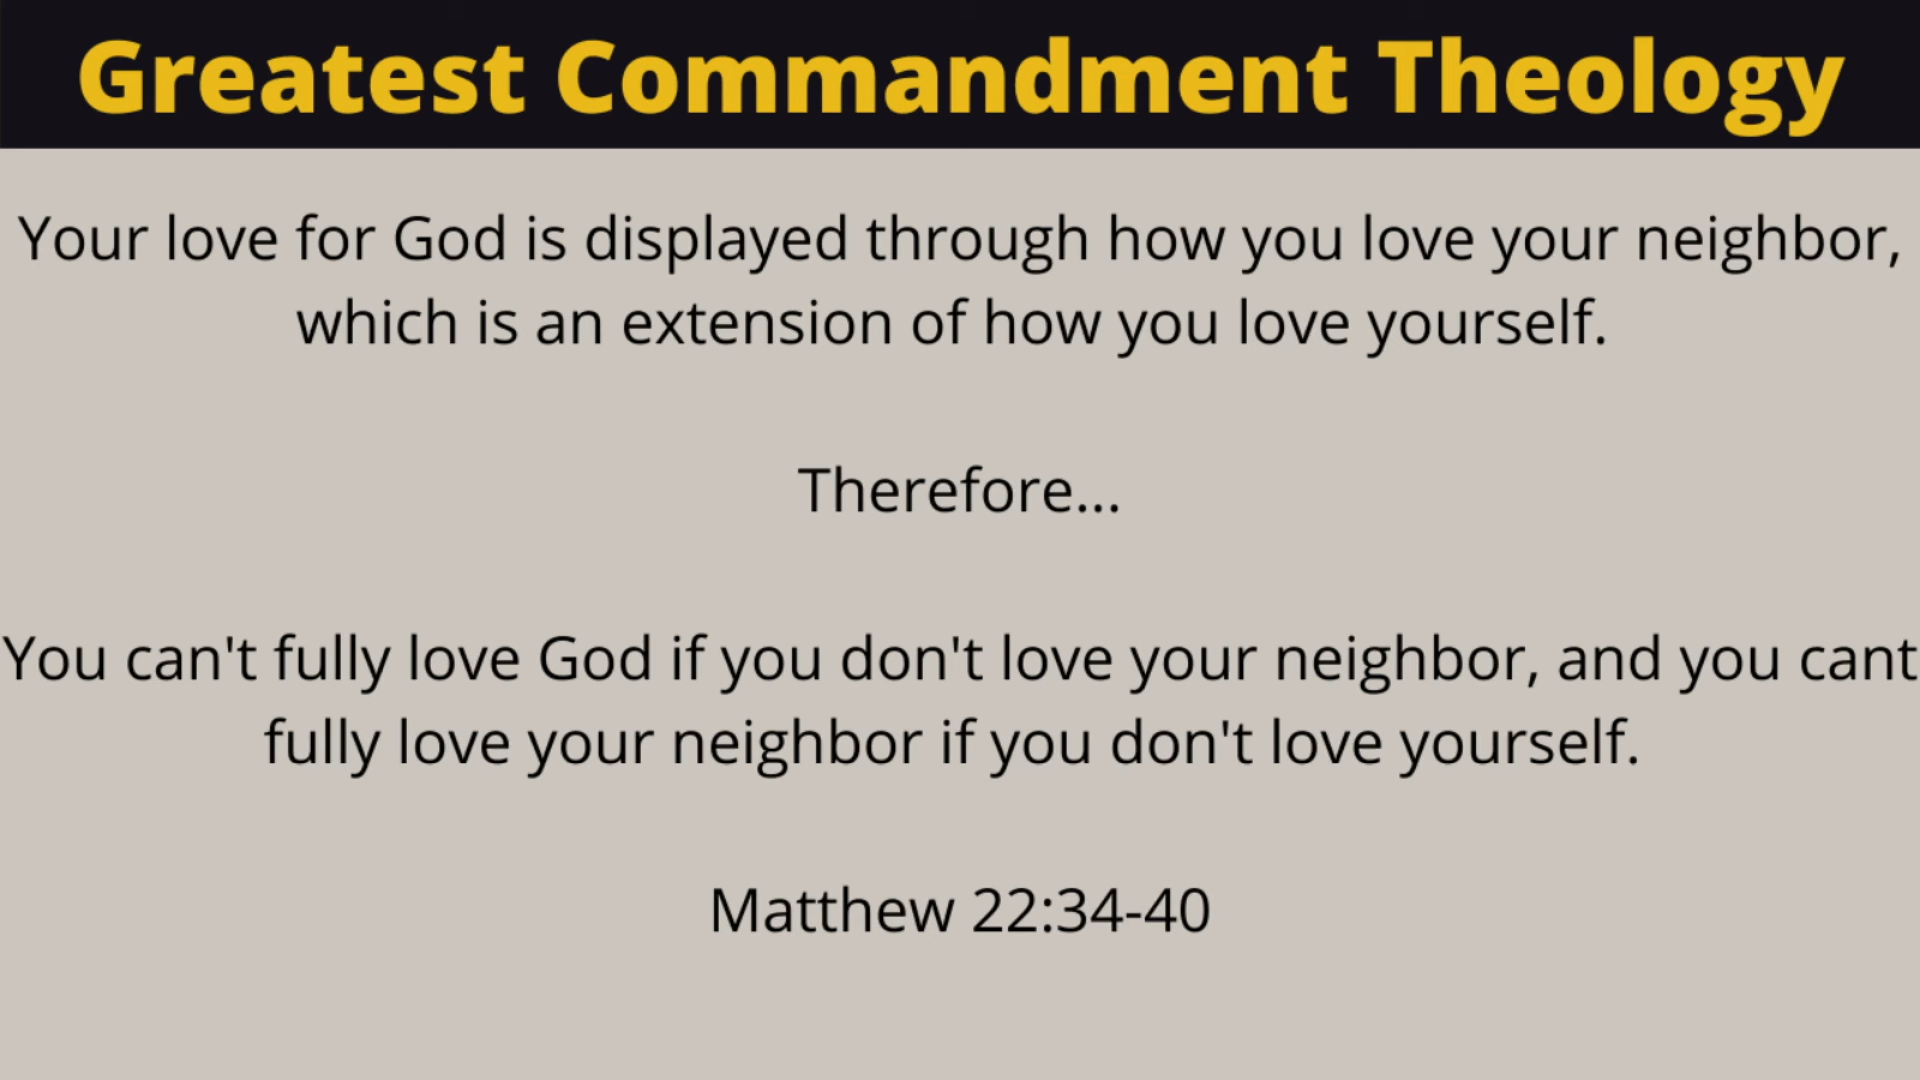 Greatest Commandment Theology
Your love for God is displayed through how you love your neighbor,
which is an extension of how you love yourself.
Therefore...
You can't fully love God if you don't love your neighbor, and you cant
fully love your neighbor if you don't love yourself.
Matthew 22:34-40